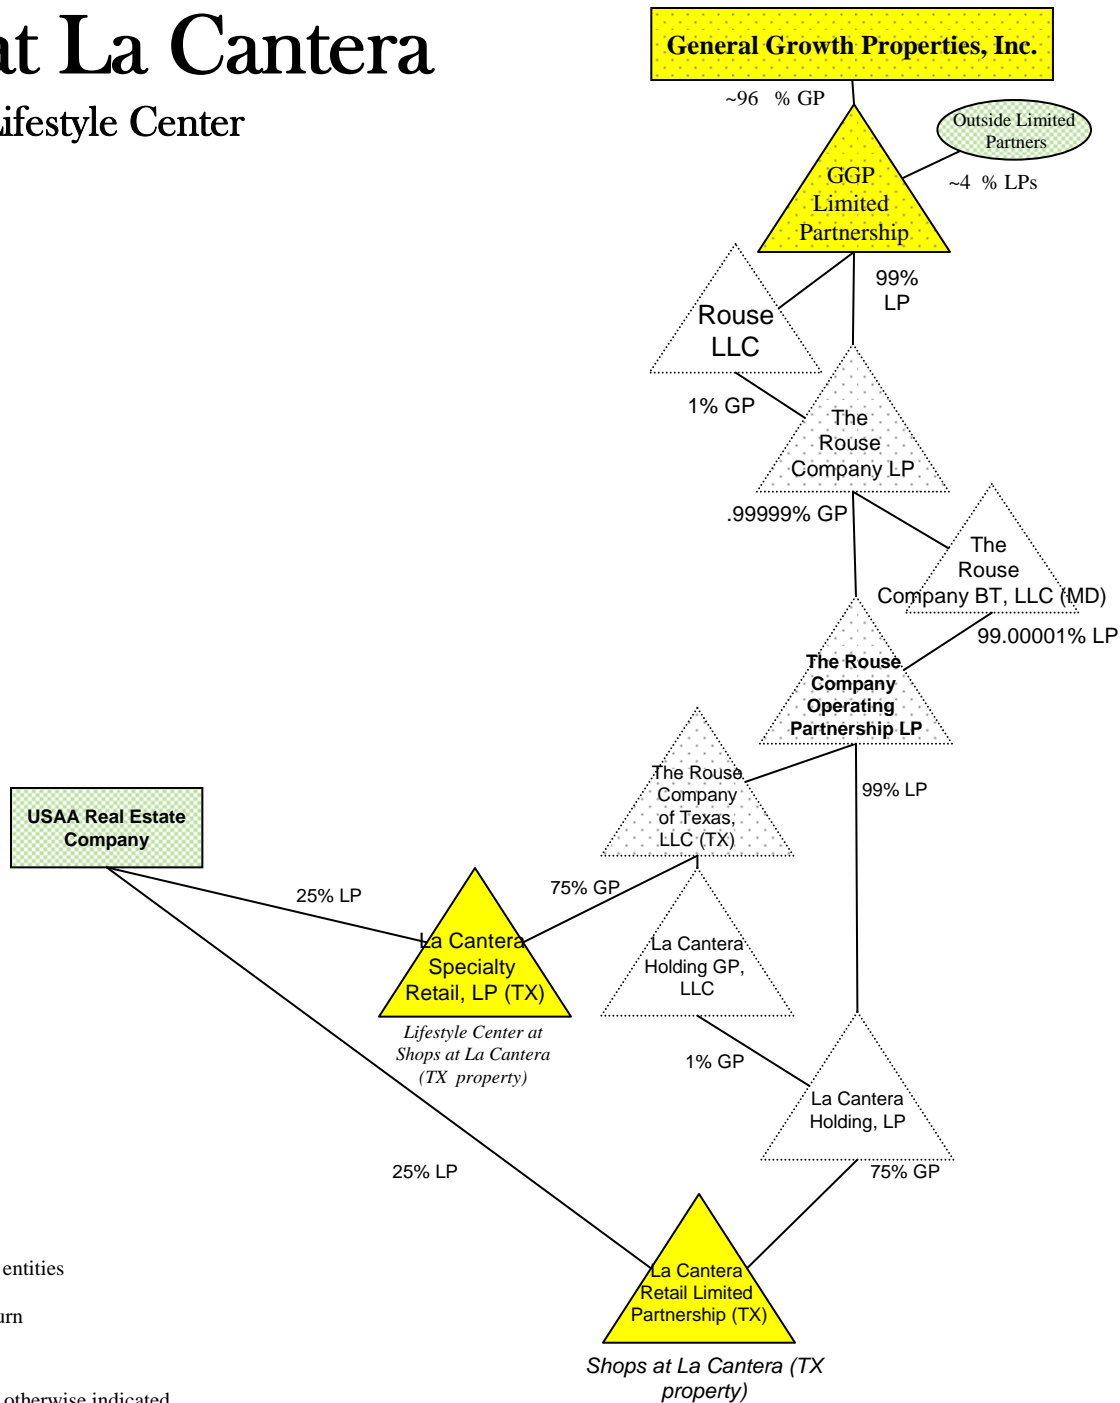 at La Cantera
Lifestyle Center
General Growth Properties, Inc.
~96 % GP
Outside Limited
Partners
~4 % LPs
GGP
Limited
Partnership
99%
LP
Rouse
LLC
1% GP
The
Rouse
Company LP
.99999% GP
The
Rouse
Company BT, LLC (MD)
99.00001% LP
The Rouse
Company
Operating
Partnership LP
The Rouse
Company
of Texas,
LLC (TX)
99% LP
USAA Real Estate
Company
25% LP
75% GP
La Cantera
Specialty
Retail, LP (TX)
Lifestyle Center at
Shops at La Cantera
(TX property)
La Cantera
Holding GP,
LLC
1% GP
La Cantera
Holding, LP
25% LP
75% GP
La Cantera
Retail Limited
Partnership (TX)
Shops at La Cantera (TX
property)
entities
urn
otherwise indicated